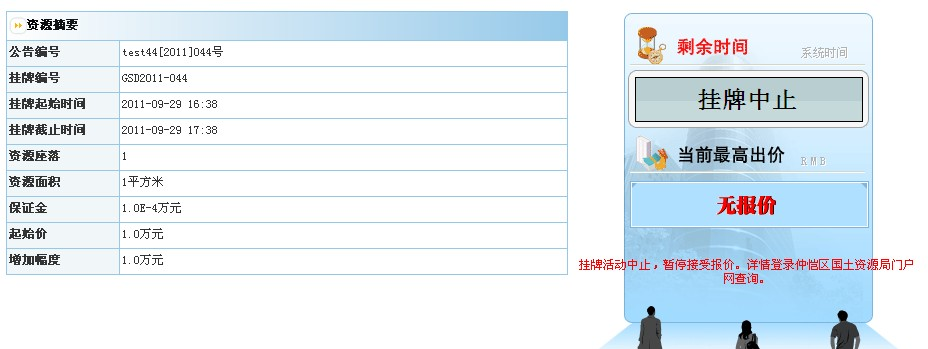 资源摘要
公告编号 test44[2011]044号
挂牌编号 GSD2011-044
挂牌起始时间 2011-09-29 16:38
挂牌截止时间 2011-09-29 17:38
资源座落 1
资源面积 1平方米
保证金 1.0E-4万元
起始价 1.0万元
增加幅度 1.0万元
剩余时间 系统时间
挂牌中止
当前最高出价 RMB
无报价
挂牌活动中止，暂停接受报价。详情登录仲恺区国土资源局门户
网查询。